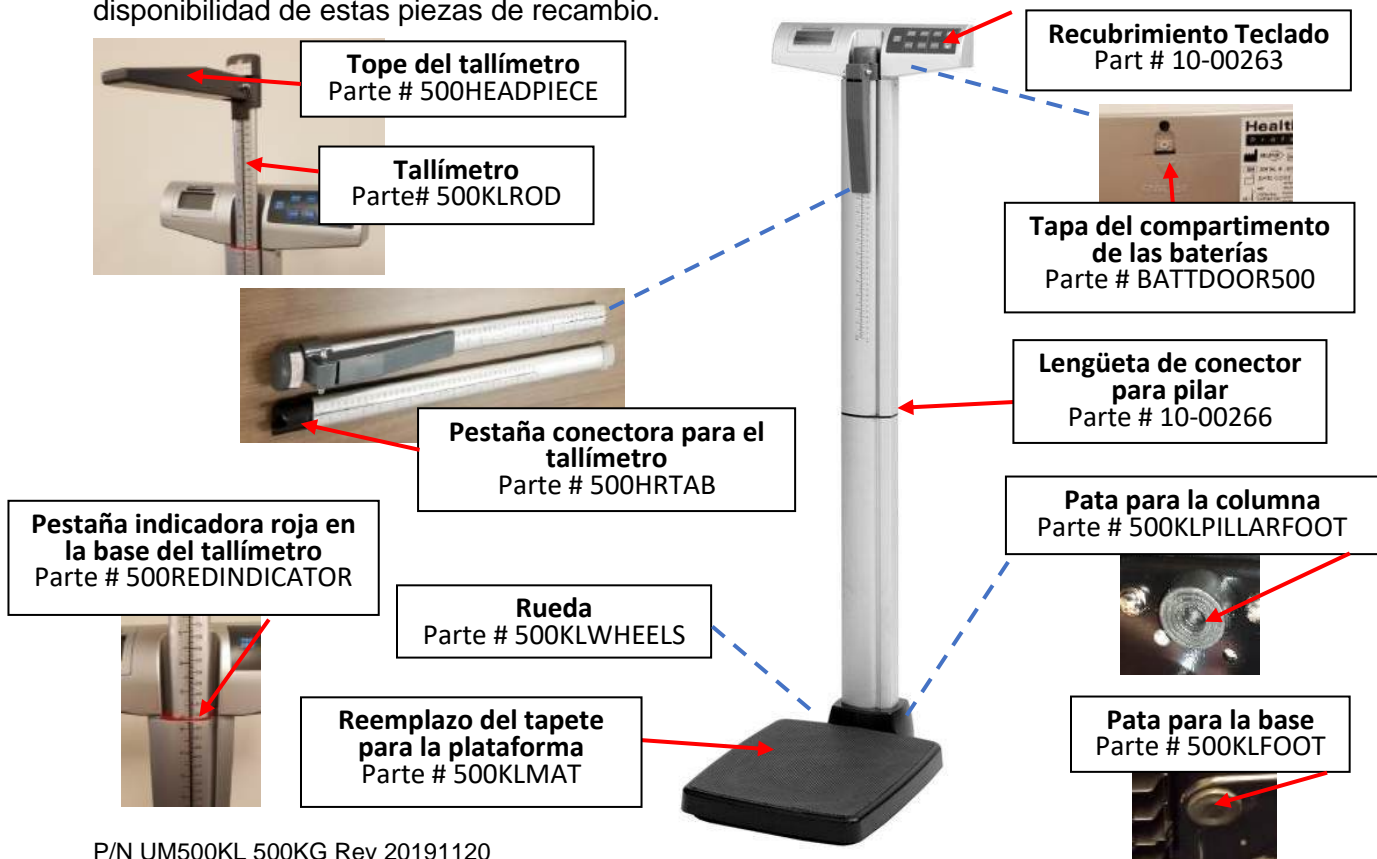 disponibilidad de estas piezas de recambio.
Tope del tallímetro
Parte # 500HEADPIECE
Tallímetro
Parte# 500KLROD
Recubrimiento Teclado
Part # 10-00263
Healt
Tapa del compartimento
de las baterías
Parte # BATTDOOR500
Lengüeta de conector
para pilar
Parte # 10-00266
Pestaña conectora para el
tallímetro
Parte # 500HRTAB
Pestaña indicadora roja en
la base del tallímetro
Parte # 500REDINDICATOR
Pata para la columna
Parte # 500KLPILLARFOOT
Rueda
Parte # 500KLWHEELS
Reemplazo del tapete
para la plataforma
Parte # 500KLMAT
Pata para la base
Parte # 500KLFOOT
P/N UM500KL 500KG Rev 20191120